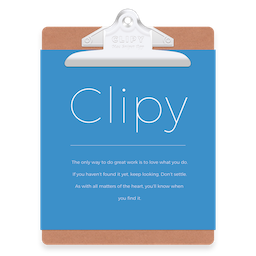 CLIPY
Clipy
The only way to do great work is to love what you do.
If you haven't found it yet, keep looking. Don't settle.
As with all matters of the heart, you'll know when
you find it.